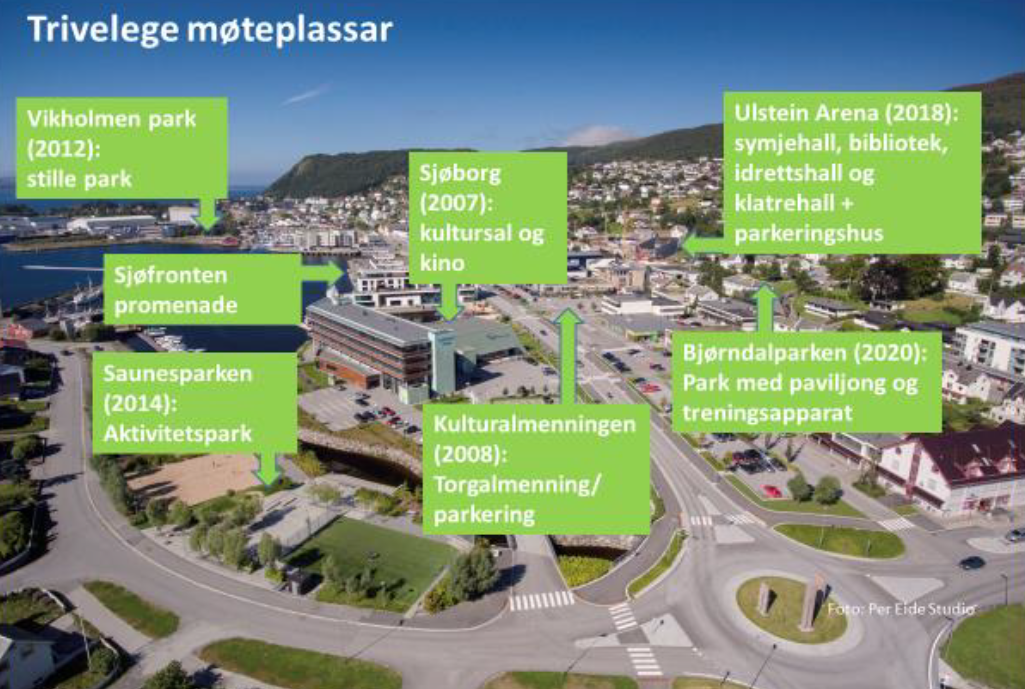 Trivelege møteplassar
Vikholmen park
(2012):
stille park
Sjøborg
(2007):
kultursal og
kino
Ulstein Arena (2018):
symjehall, bibliotek,
idrettshall og
klatrehall +
parkeringshus
Sjøfronten
promenade
Saunesparken
(2014):
Aktivitetspark
Kulturalmenningen
(2008):
Torgalmenning/
parkering
Bjørndalparken (2020):
Park med paviljong og
treningsapparat
Foto: Per Eide Studio